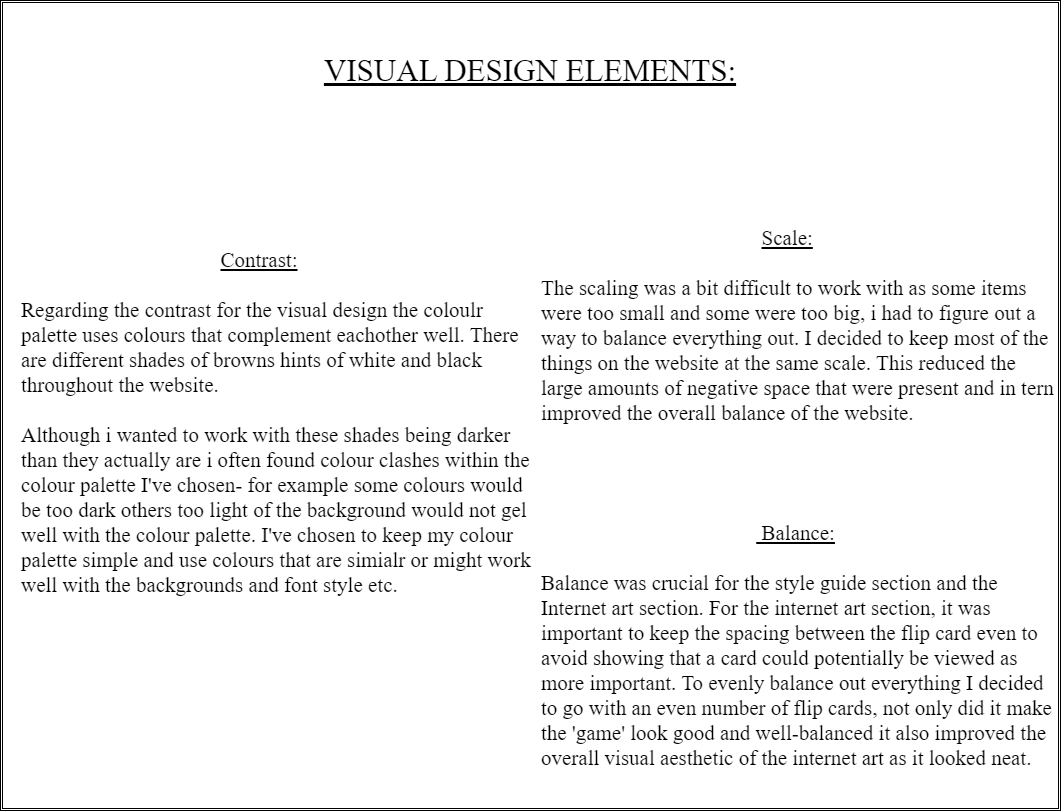 VISUAL DESIGN ELEMENTS:
Contrast:
Regarding the contrast for the visual design the coloulr
palette uses colours that complement eachother well. There
are different shades of browns hints of white and black
throughout the website.
Although i wanted to work with these shades being darker
than they actually are i often found colour clashes within the
colour palette I've chosen- for example some colours would
be too dark others too light of the background would not gel
well with the colour palette. I've chosen to keep my colour
palette simple and use colours that are simialr or might work
well with the backgrounds and font style etc.
Scale:
The scaling was a bit difficult to work with as some items
were too small and some were too big, i had to figure out a
way to balance everything out. I decided to keep most of the
things on the website at the same scale. This reduced the
large amounts of negative space that were present and in tern
improved the overall balance of the website.
Balance:
Balance was crucial for the style guide section and the
Internet art section. For the internet art section, it was
important to keep the spacing between the flip card even to
avoid showing that a card could potentially be viewed as
more important. To evenly balance out everything I decided
to go with an even number of flip cards, not only did it make
the 'game' look good and well-balanced it also improved the
overall visual aesthetic of the internet art as it looked neat.